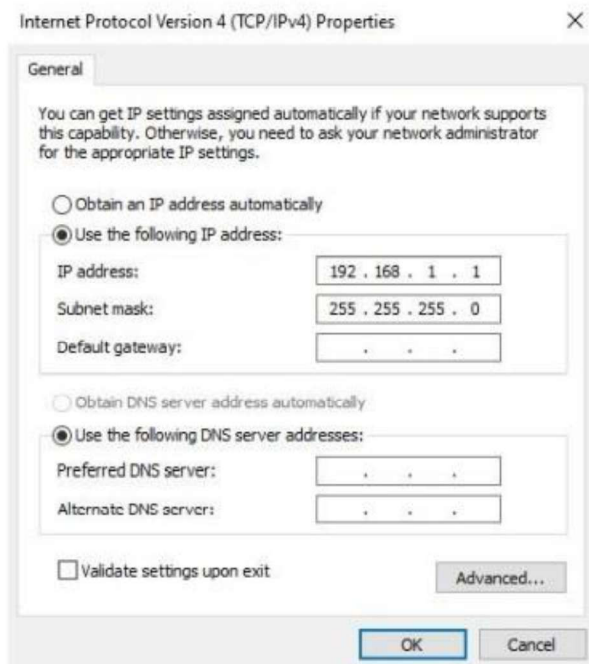 Internet Protocol Version 4 (TCP/IPv4) Properties
General
You can get IP settings assigned automatically if your network supports
this capability. Otherwise, you need to ask your network administrator
for the appropriate IP settings.
Obtain an IP address automatically
Use the following IP address:
IP address: 192 . 168 . 1 . 1
Subnet mask: 255 . 255 . 255 . 0
Default gateway: . . .
Obtain DNS server address automatically
Use the following DNS server addresses:
Preferred DNS server: . . .
Alternate DNS server: . . .
Validate settings upon exit
Advanced...
OK Cancel